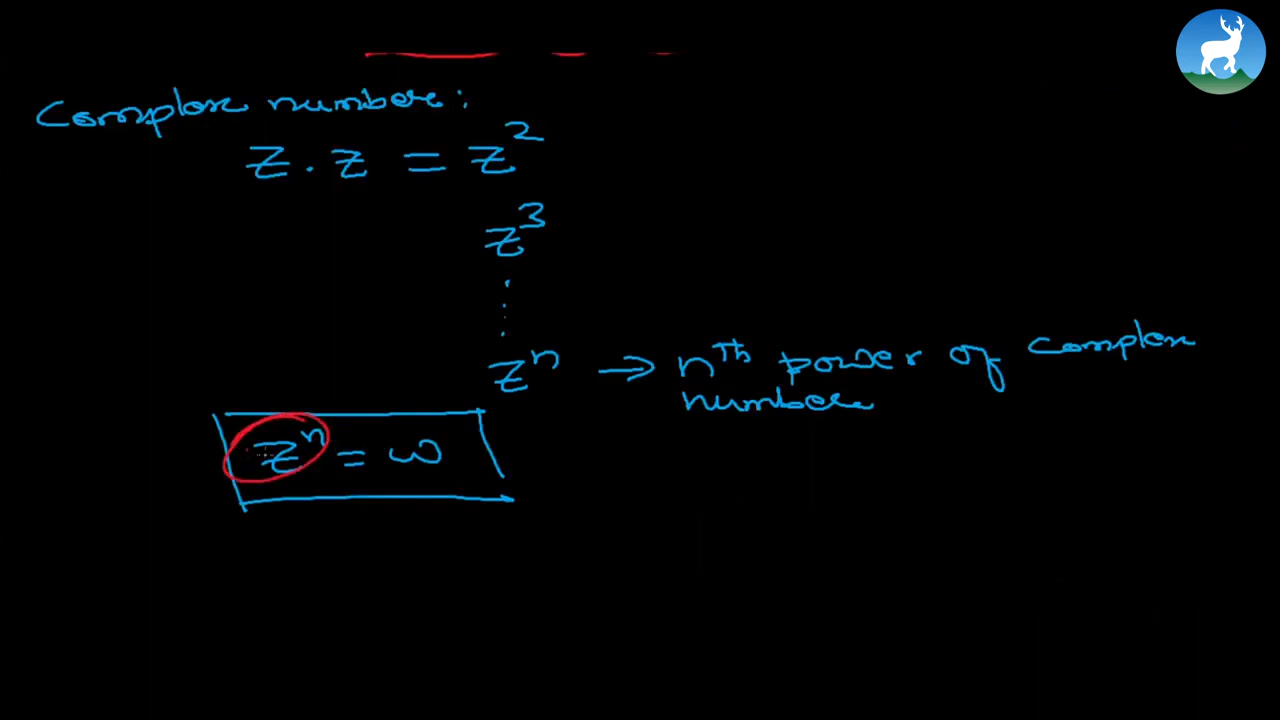 Complex number:
z . z = z²
z³
⋮
zⁿ → nᵗʰ power of complex
number
zⁿ = ω